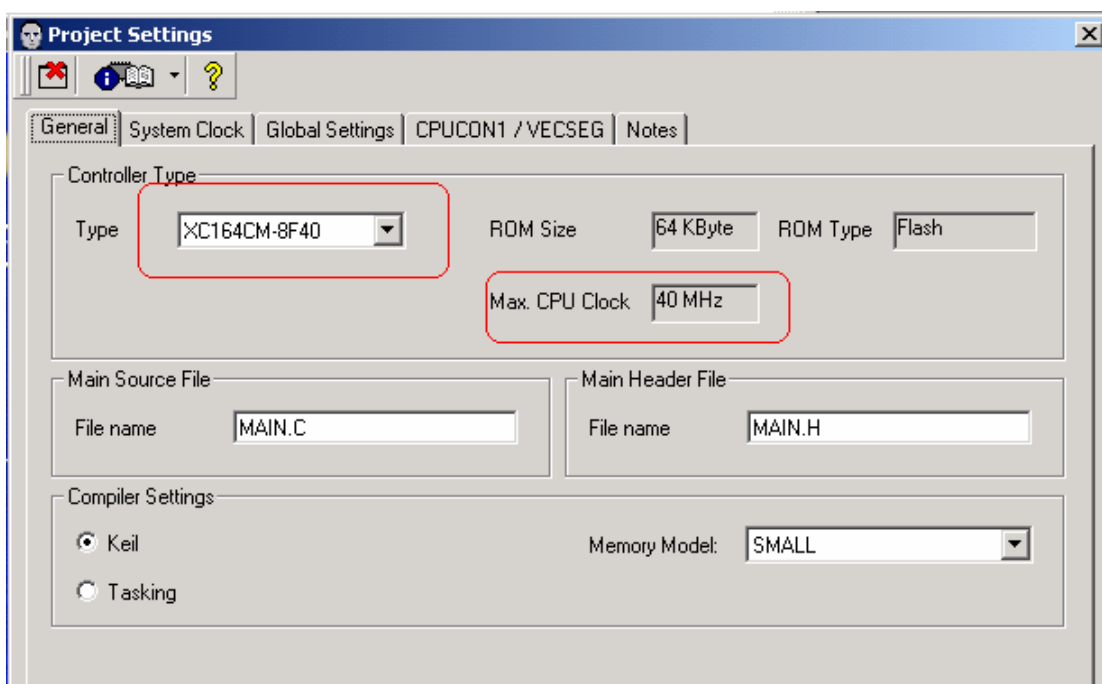 Project Settings
General System Clock Global Settings CPUCON1 / VECSEG Notes
Controller Type
Type XC164CM-8F40 ROM Size 64 KByte ROM Type Flash
Max. CPU Clock 40 MHz
Main Source File Main Header File
File name MAIN.C File name MAIN.H
Compiler Settings
Keil Memory Model: SMALL
Tasking